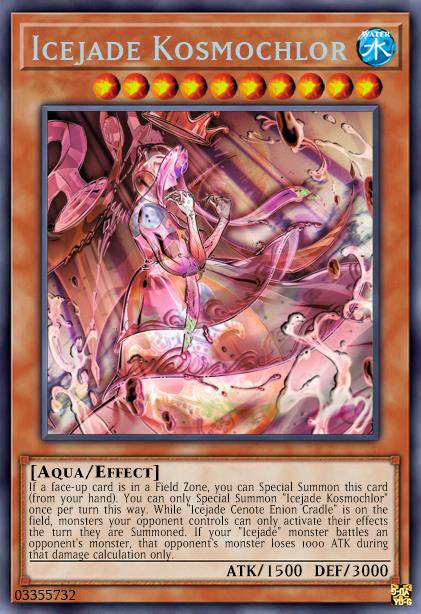 Icejade Kosmochlor
WATER
水
[Aqua/Effect]
If a face-up card is in a Field Zone, you can Special Summon this card
(from your hand). You can only Special Summon "Icejade Kosmochlor"
once per turn this way. While "Icejade Cenote Enion Cradle" is on the
field, monsters your opponent controls can only activate their effects
the turn they are Summoned. If your "Icejade" monster battles an
opponent's monster, that opponent's monster loses 1000 ATK during
that damage calculation only.
ATK/1500 DEF/3000
03355732